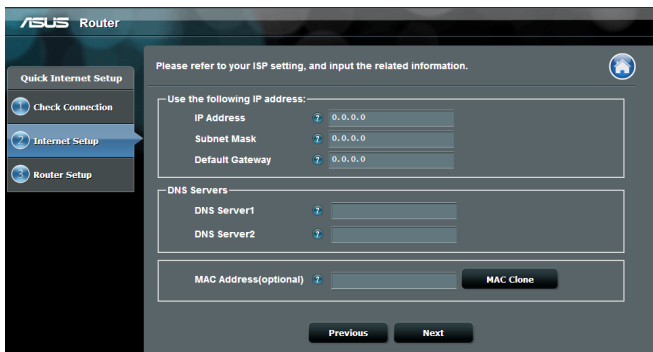 ASUS Router
Quick Internet Setup
1 Check Connection
2 Internet Setup
3 Router Setup
Please refer to your ISP setting, and input the related information.
Use the following IP address:
IP Address ? 0.0.0.0
Subnet Mask ? 0.0.0.0
Default Gateway ? 0.0.0.0
DNS Servers
DNS Server1 ?
DNS Server2 ?
MAC Address(optional) ? MAC Clone
Previous Next